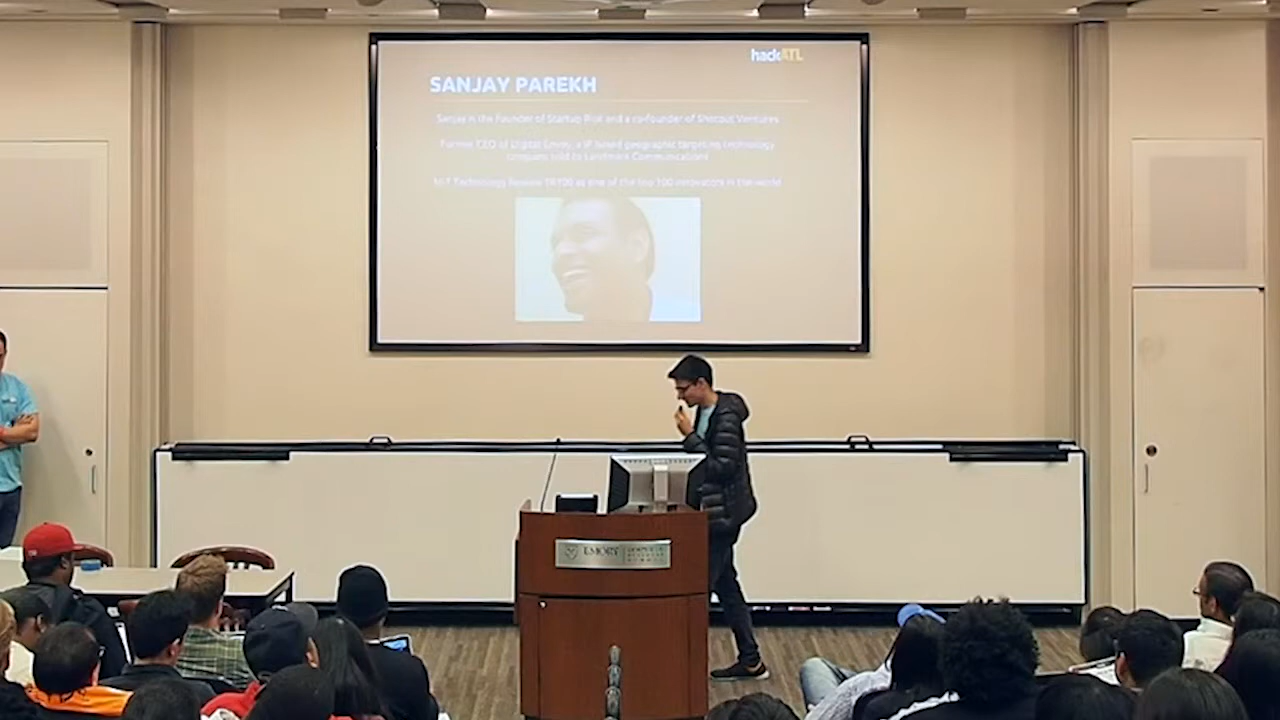 hackATL
SANJAY PAREKH
Sanjay is the Founder of Startup Riot and a co-founder of Shotput Ventures
Former CEO of Digital Envoy, a IP-based geographic targeting technology
company sold to Landmark Communications
MIT Technology Review TR100 as one of the top 100 innovators in the world
EMORY